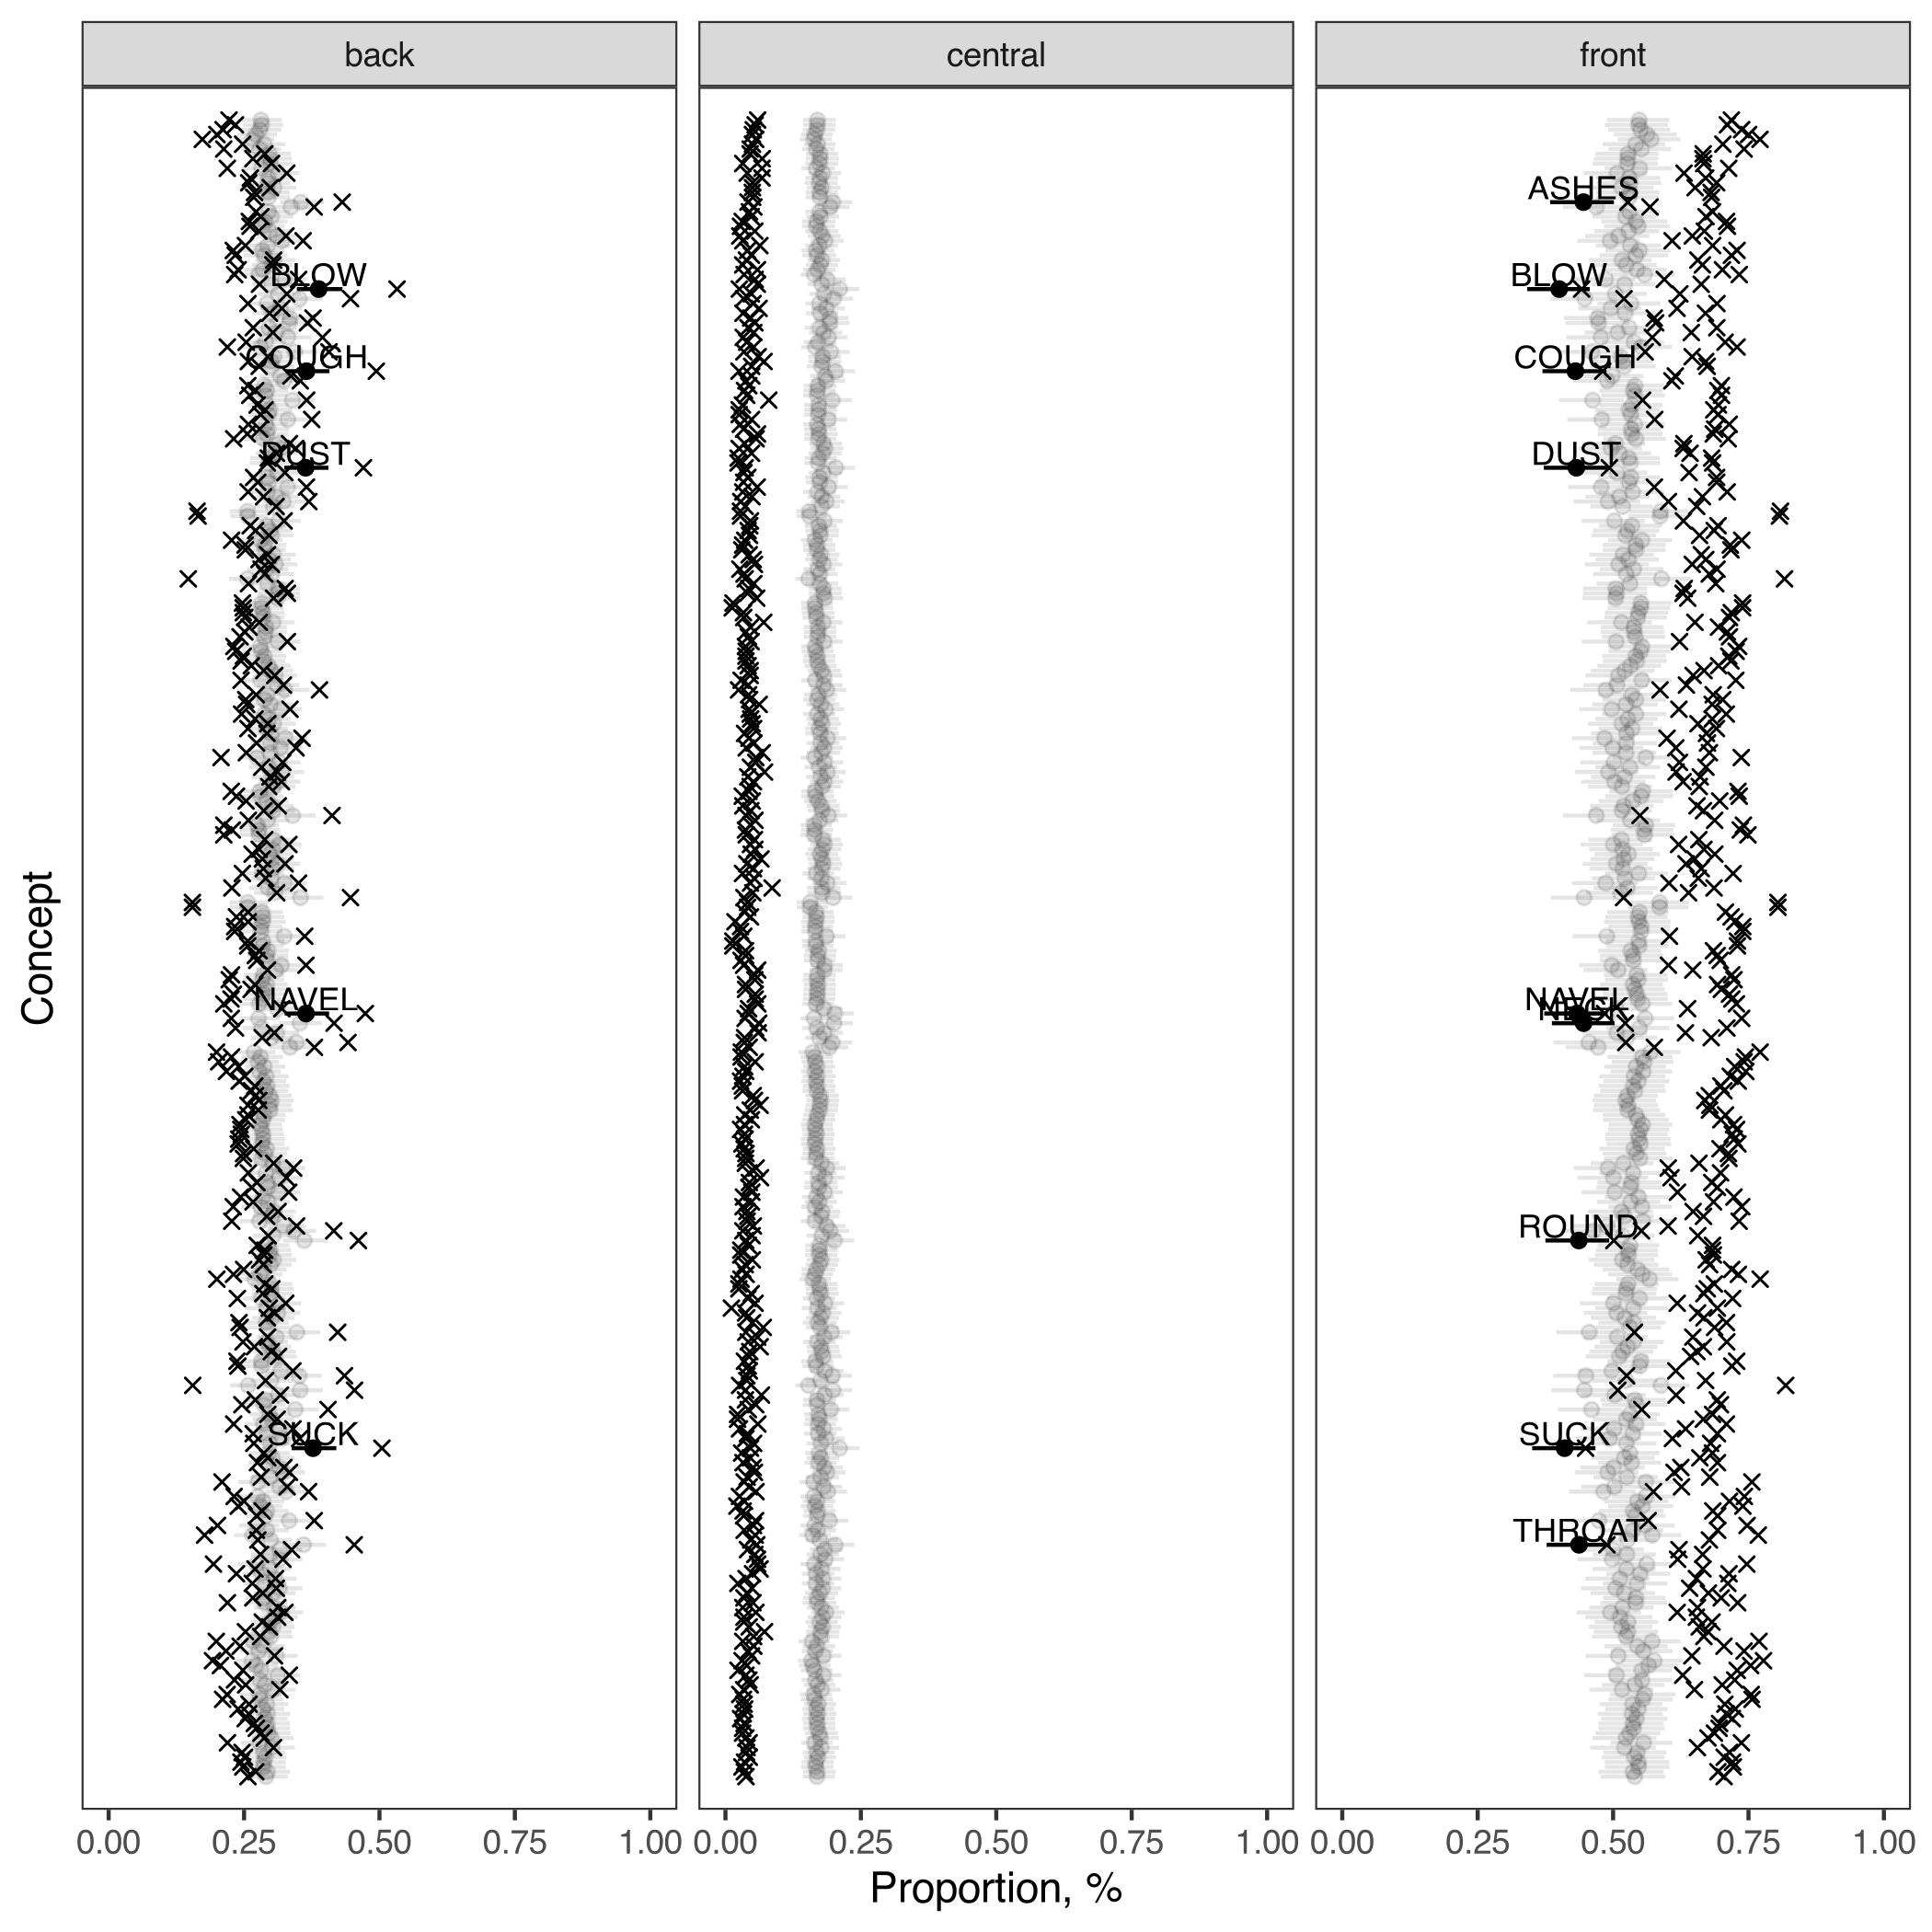 back
central
front
ASHES
BLOW
BLOW
COUGH
COUGH
DUST
DUST
NAVEL
NAVEL
NECK
ROUND
SUCK
SUCK
THROAT
Concept
0.00 0.25 0.50 0.75 1.00
0.00 0.25 0.50 0.75 1.00
0.00 0.25 0.50 0.75 1.00
Proportion, %